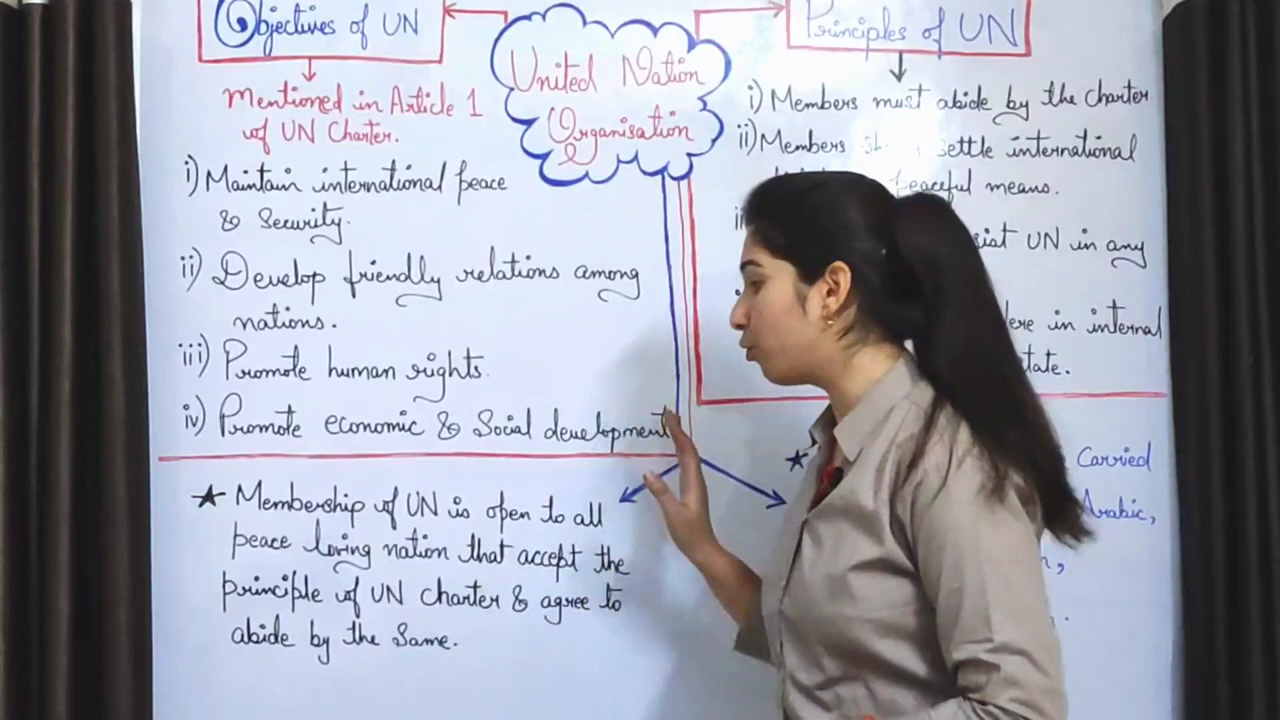 Objectives of UN
Mentioned in Article 1
of UN Charter.
i) Maintain international peace
& Security.
ii) Develop friendly relations among
nations.
iii) Promote human rights.
iv) Promote economic & Social development
United Nation
Organisation
Principles of UN
i) Members must abide by the charter
ii) Members settle international
peaceful means.
UN in any
in internal
★ Membership of UN is open to all
peace loving nation that accept the
principle of UN charter & agree to
abide by the Same.
★ Carried
Arabic,